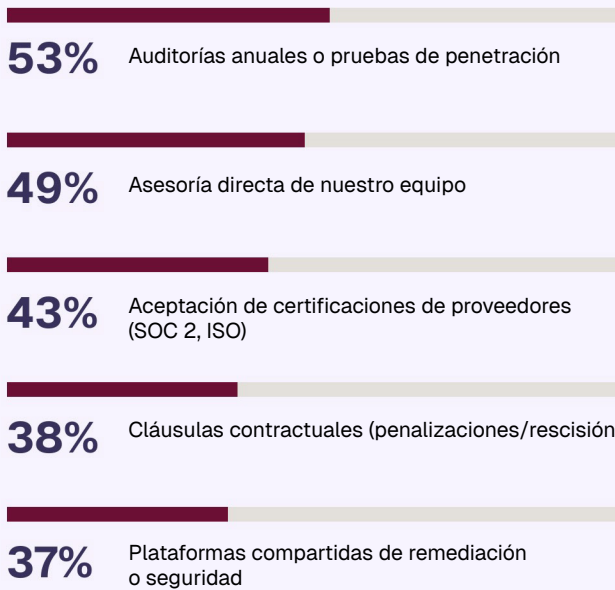 53%
Auditorías anuales o pruebas de penetración
49%
Asesoría directa de nuestro equipo
43%
Aceptación de certificaciones de proveedores
(SOC 2, ISO)
38%
Cláusulas contractuales (penalizaciones/rescisión
37%
Plataformas compartidas de remediación
o seguridad